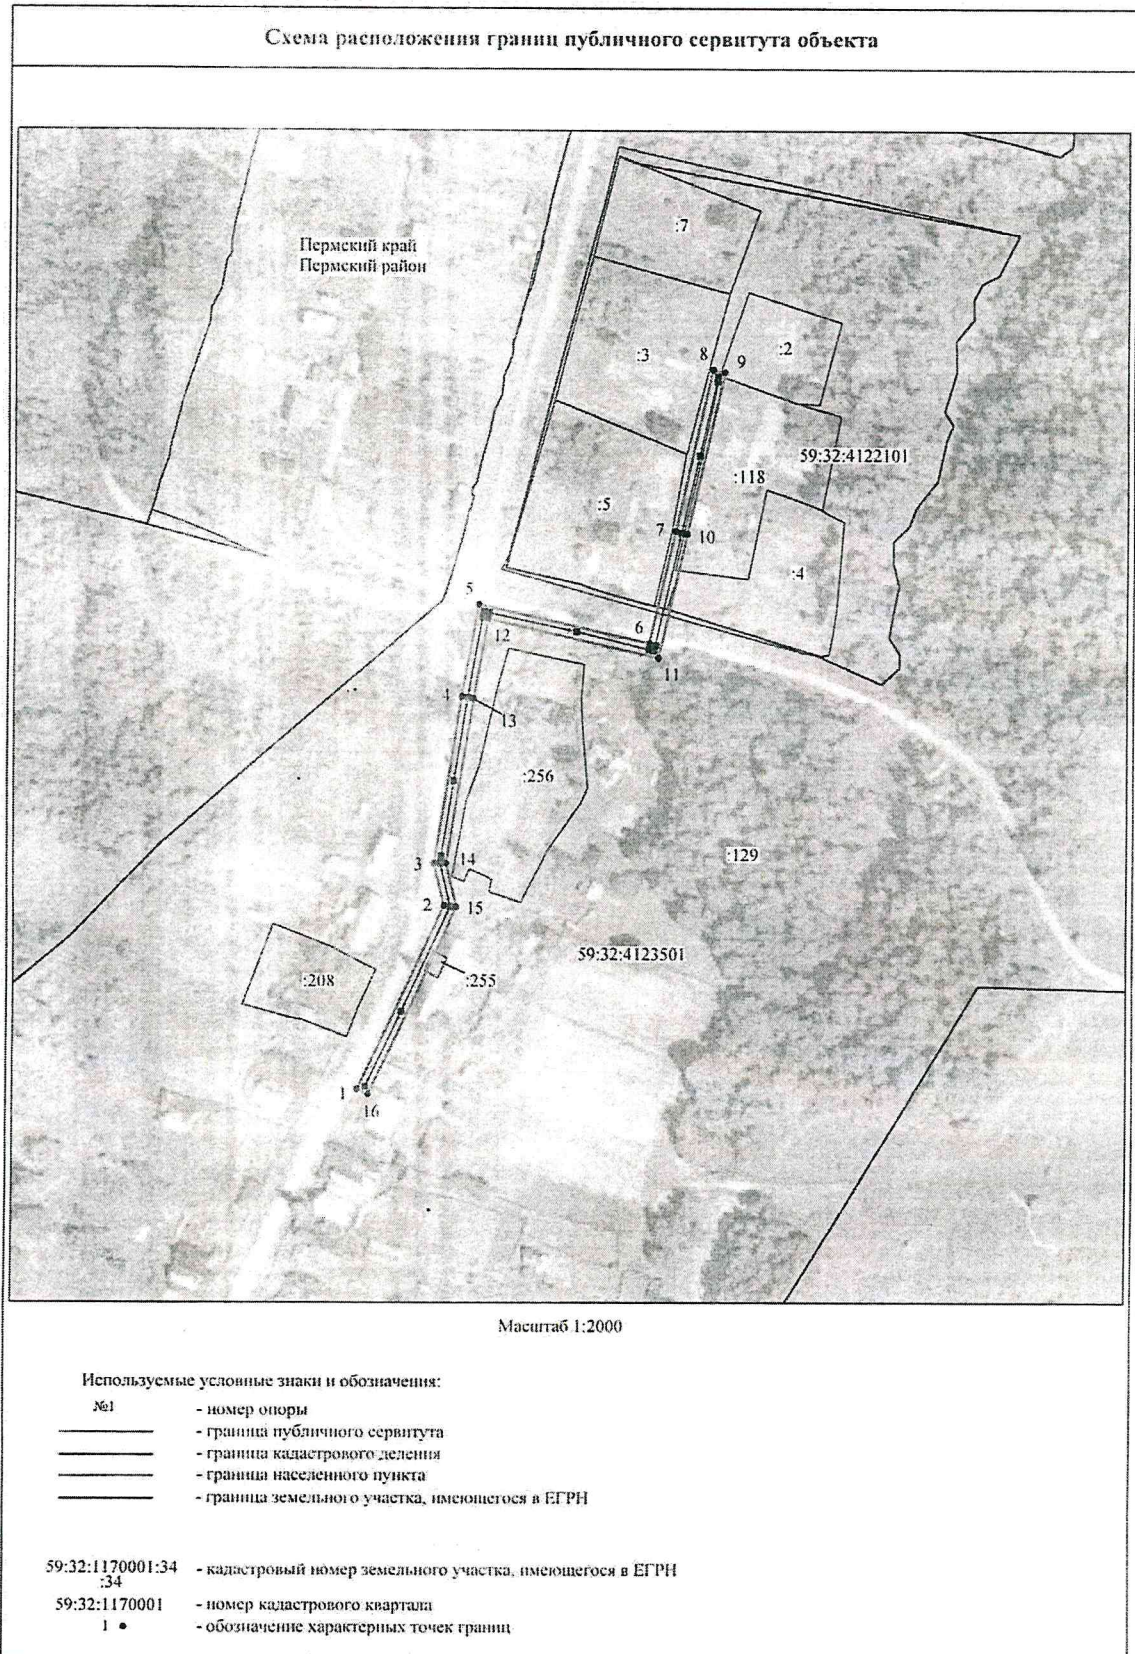 Схема расположения границ публичного сервитута объекта
Пермский край
Пермский район
:7
:3
8
9
:2
59:32:4122101
:118
:5
7
10
:4
5
6
12
11
4
13
:256
3
14
:129
2
15
59:32:4123501
:208
:255
1
16
Масштаб 1:2000
Используемые условные знаки и обозначения:
№1 - номер опоры
- граница публичного сервитута
- граница кадастрового деления
- граница населенного пункта
- граница земельного участка, имеющегося в ЕГРН
59:32:1170001:34 - кадастровый номер земельного участка, имеющегося в ЕГРН
:34
59:32:1170001 - номер кадастрового квартала
1 - обозначение характерных точек границ